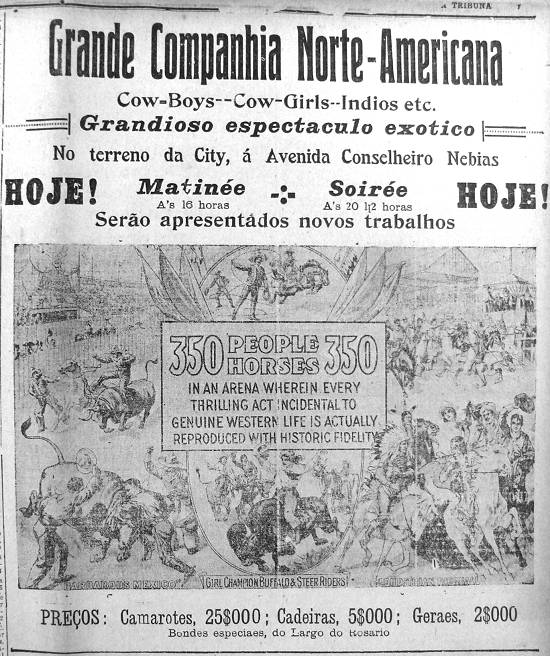 A TRIBUNA
Grande Companhia Norte-Americana
Cow-Boys--Cow-Girls--Indios etc.
Grandioso espectaculo exotico
No terreno da City, á Avenida Conselheiro Nebias
HOJE! Matinée -:- Soirée HOJE!
A's 16 horas A's 20 1|2 horas
Serão apresentádos novos trabalhos
350 PEOPLE HORSES 350
IN AN ARENA WHEREIN EVERY
THRILLING ACT INCIDENTAL TO
GENUINE WESTERN LIFE IS ACTUALLY
REPRODUCED WITH HISTORIC FIDELITY
BARBAROUS MEXICO
GIRL CHAMPION BUFFALO & STEER RIDERS
PREÇOS: Camarotes, 25$000; Cadeiras, 5$000; Geraes, 2$000
Bondes especiaes, do Largo do Rosario